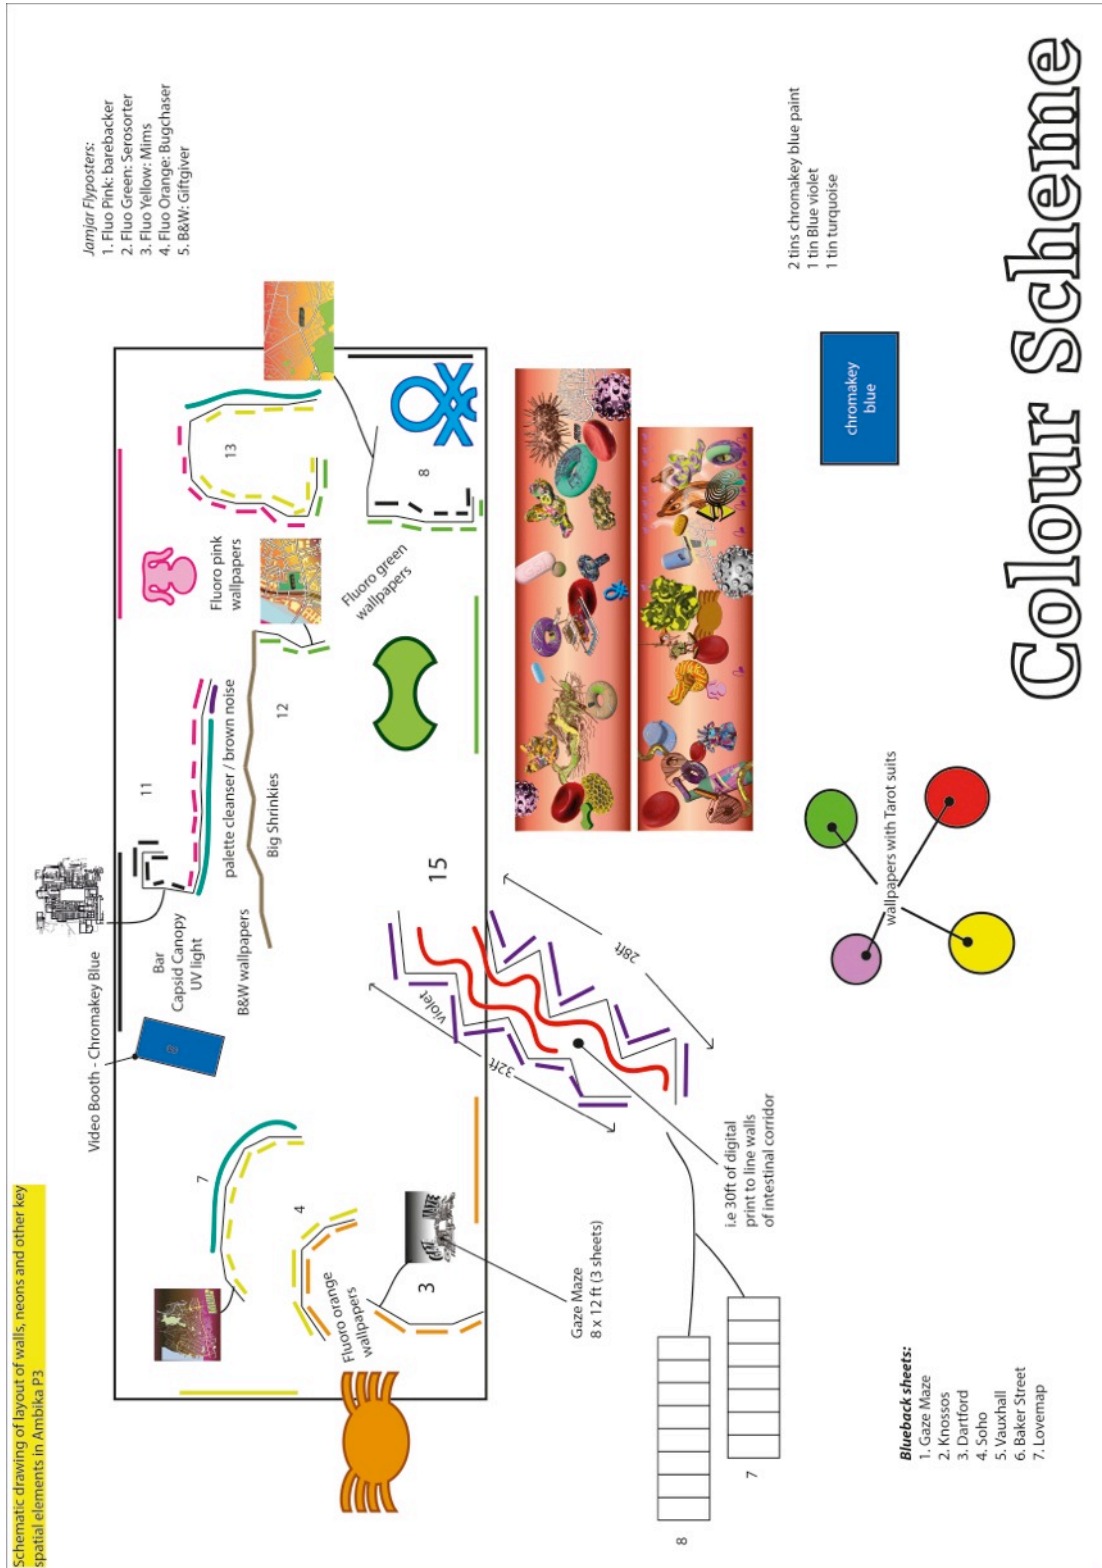 Schematic drawing of layout of walls, neons and other key
spatial elements in Ambika P3
Video Booth - Chromakey Blue
8
Bar
Capsid Canopy
UV light
B&W wallpapers
11
palette cleanser / brown noise
Big Shrinkies
12
Fluoro pink
wallpapers
13
Fluoro green
wallpapers
8
7
4
Fluoro orange
wallpapers
3
15
violet
32ft
28ft
Gaze Maze
8 x 12 ft (3 sheets)
i.e 30ft of digital
print to line walls
of intestinal corridor
8
7
Jamjar Flyposters:
1. Fluo Pink: barebacker
2. Fluo Green: Serosorter
3. Fluo Yellow: Mims
4. Fluo Orange: Bugchaser
5. B&W: Giftgiver
Blueback sheets:
1. Gaze Maze
2. Knossos
3. Dartford
4. Soho
5. Vauxhall
6. Baker Street
7. Lovemap
wallpapers with Tarot suits
chromakey
blue
2 tins chromakey blue paint
1 tin Blue violet
1 tin turquoise
Colour Scheme